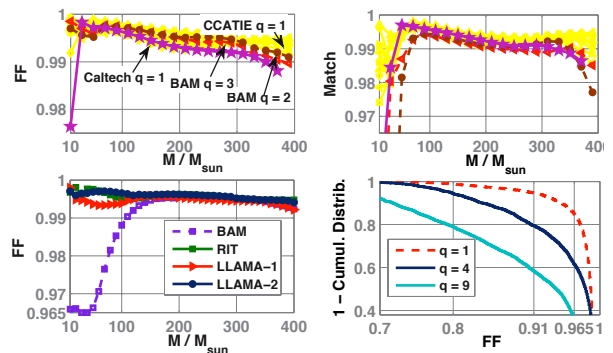 1
0.99
0.98
FF
CCATIE q = 1
Caltech q = 1
BAM q = 3
BAM q = 2
10 100 200 300 400
M / Msun
1
0.99
0.98
0.97
Match
10 100 200 300 400
M / Msun
1
0.99
0.97
0.965
FF
BAM
RIT
LLAMA-1
LLAMA-2
10 100 200 300 400
M / Msun
1
0.8
0.6
0.4
1 - Cumul. Distrib.
q = 1
q = 4
q = 9
0.7 0.8 0.91 0.965 1
FF